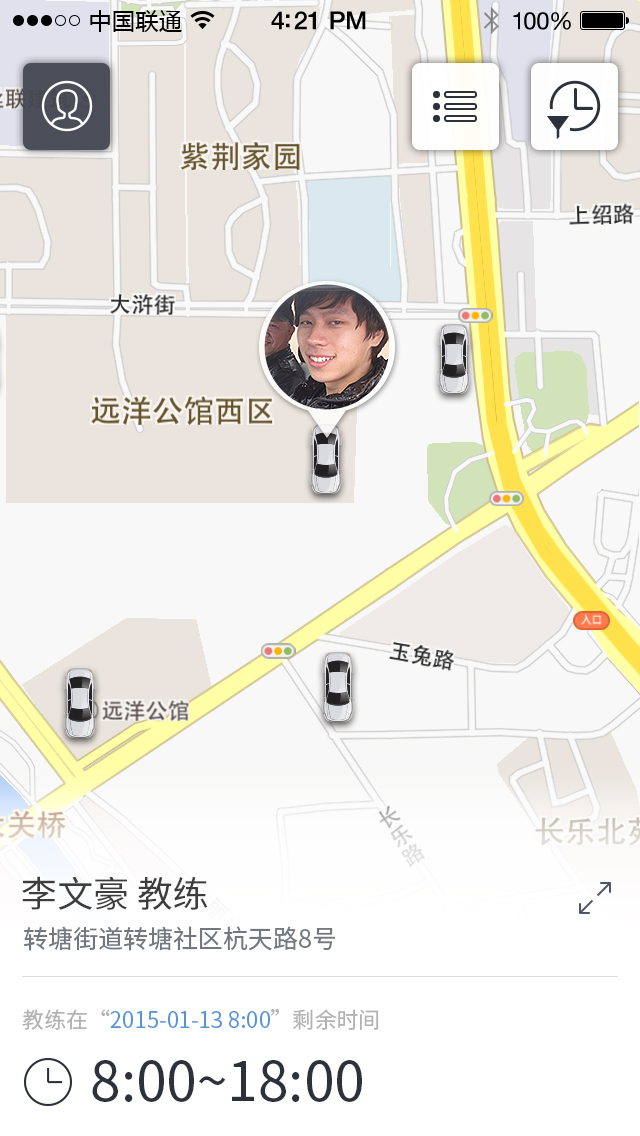 中国联通 4:21 PM 100%
紫荆家园
上绍路
大浒街
远洋公馆西区
入口
玉兔路
远洋公馆
关桥
长乐路
长乐北苑
李文豪 教练
转塘街道转塘社区杭天路8号
教练在“2015-01-13 8:00”剩余时间
8:00~18:00